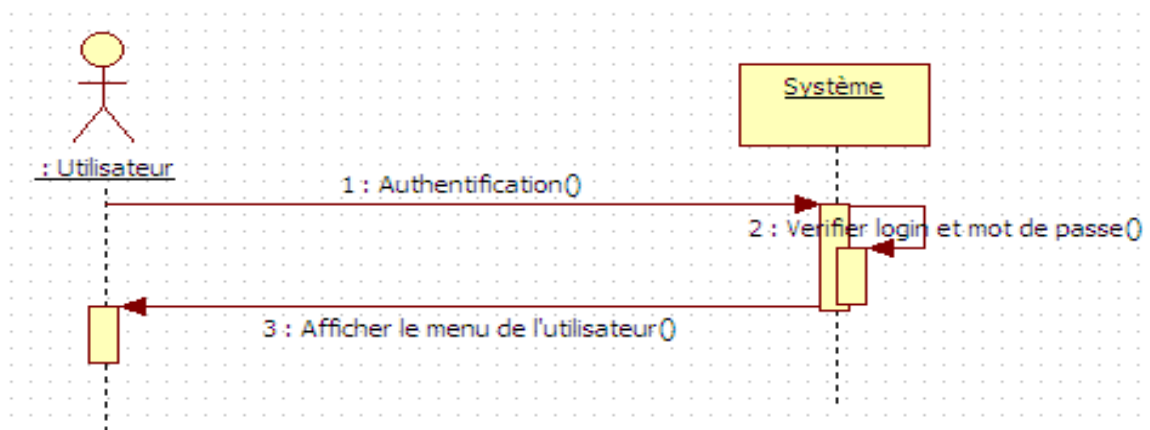 Système
: Utilisateur
1 : Authentification()
2 : Verifier login et mot de passe()
3 : Afficher le menu de l'utilisateur()